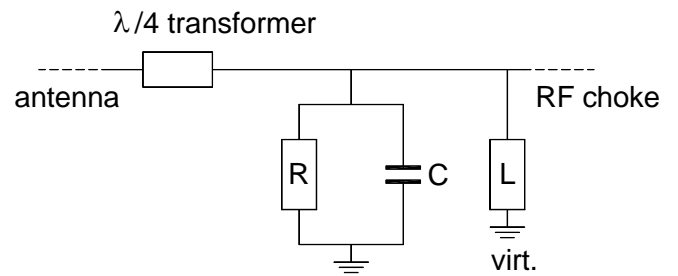 λ/4 transformer
antenna
RF choke
R
C
L
virt.